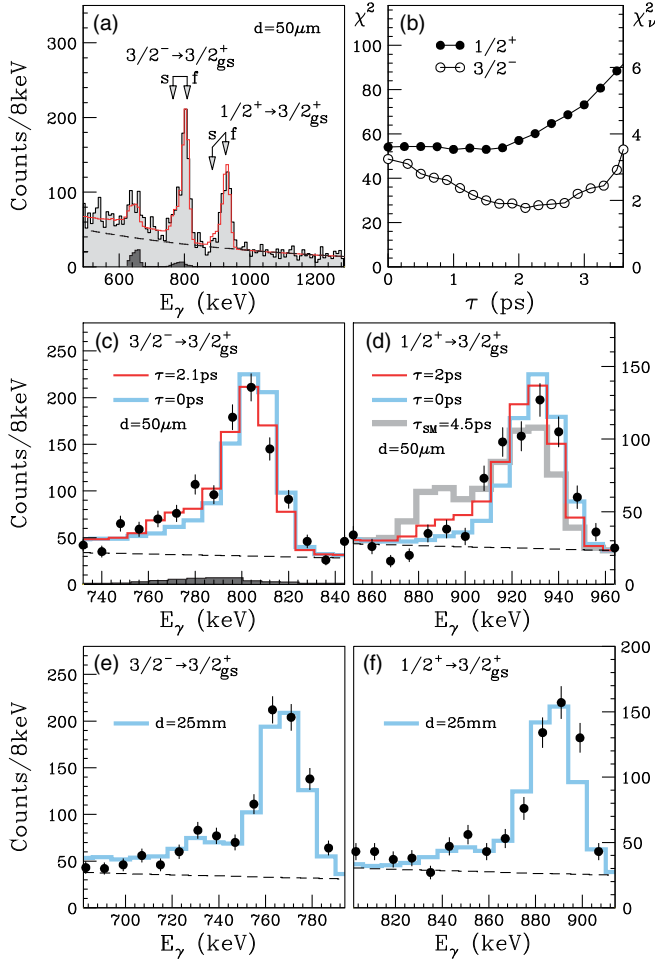 (a)
d=50μm
3/2⁻→3/2⁺gs
s f
1/2⁺→3/2⁺gs
s f
Counts/8keV
0 100 200 300
600 800 1000 1200
Eγ (keV)
(b)
χ²
χ²ν
1/2⁺
3/2⁻
0 20 40 60 80 100
0 2 4 6
0 1 2 3
τ (ps)
(c) 3/2⁻→3/2⁺gs
τ=2.1ps
τ=0ps
d=50μm
Counts/8keV
0 50 100 150 200 250
740 760 780 800 820 840
Eγ (keV)
(d) 1/2⁺→3/2⁺gs
τ=2ps
τ=0ps
τSM=4.5ps
d=50μm
0 50 100 150
860 880 900 920 940 960
Eγ (keV)
(e) 3/2⁻→3/2⁺gs
d=25mm
Counts/8keV
0 50 100 150 200 250
700 720 740 760 780
Eγ (keV)
(f) 1/2⁺→3/2⁺gs
d=25mm
0 50 100 150 200
820 840 860 880 900
Eγ (keV)